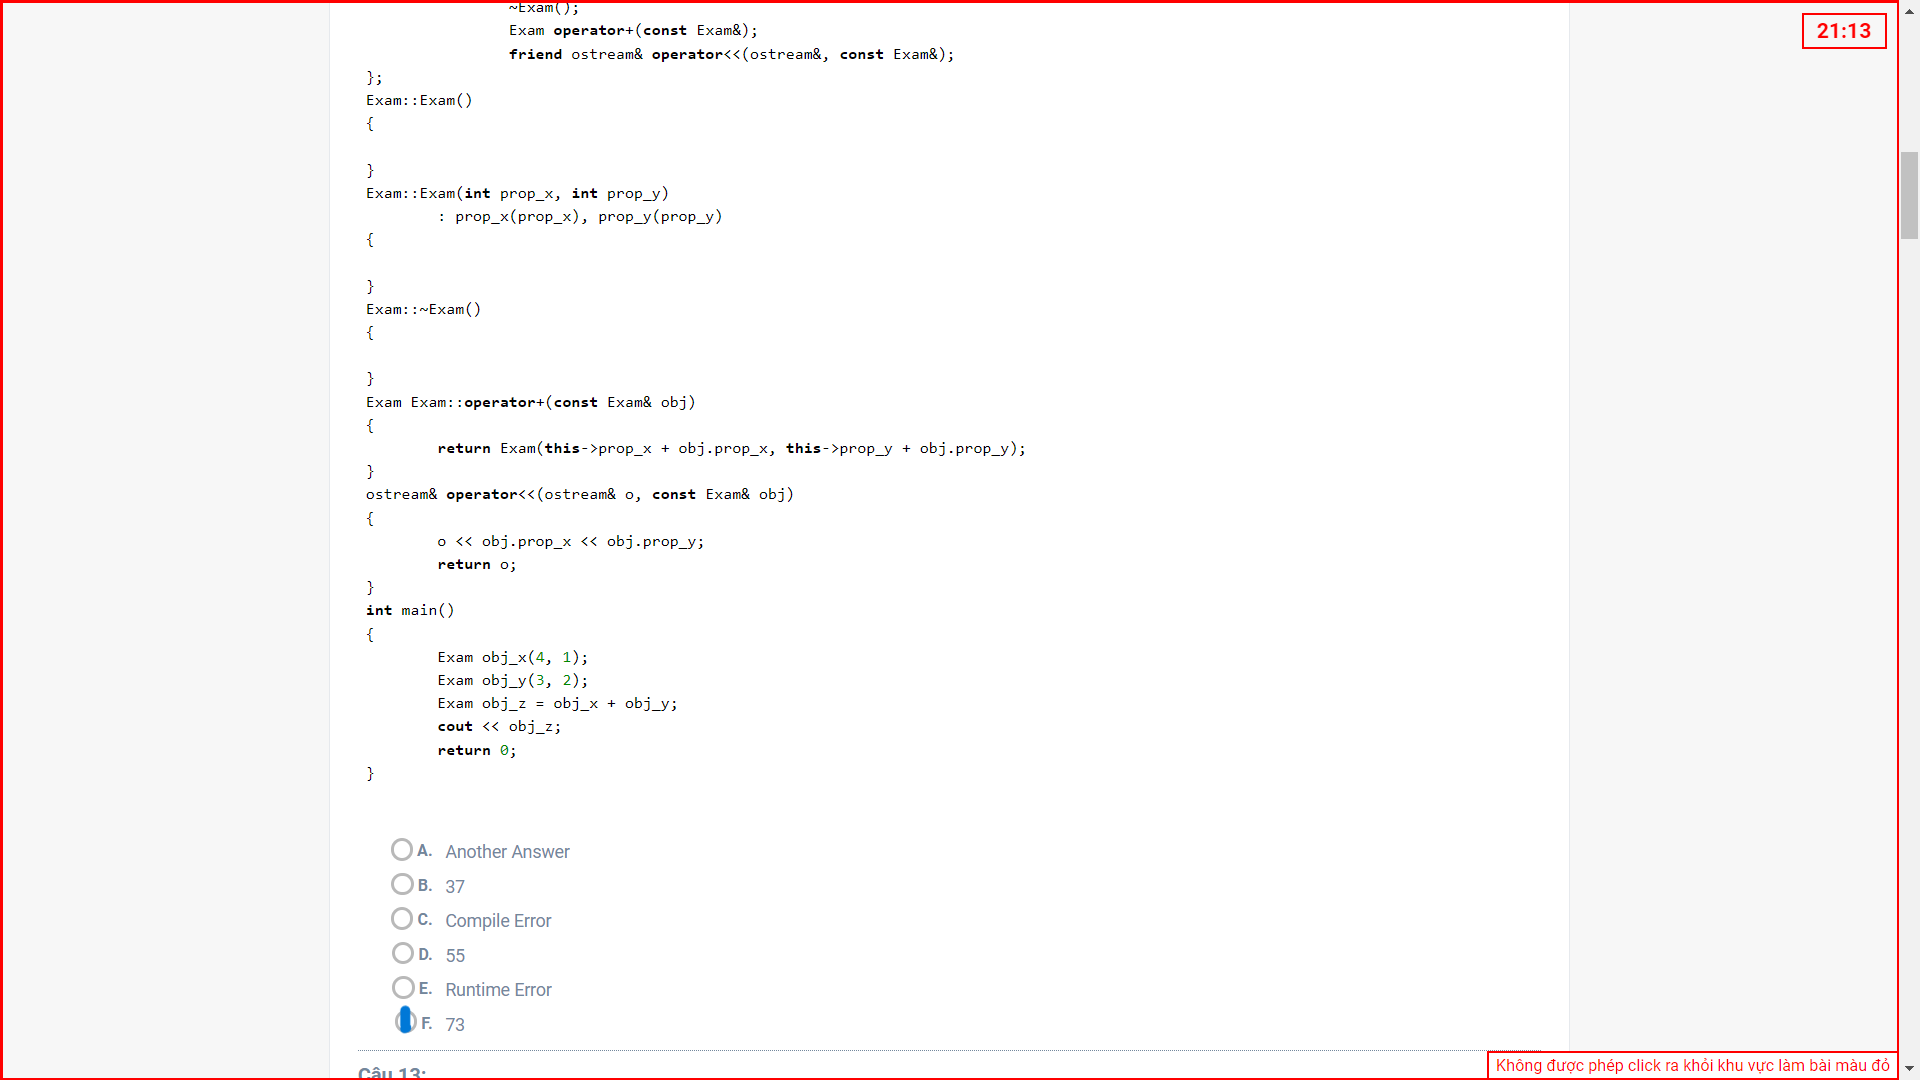 ~Exam();
Exam operator+(const Exam&);
friend ostream& operator<<(ostream&, const Exam&);
};
Exam::Exam()
{
}
Exam::Exam(int prop_x, int prop_y)
: prop_x(prop_x), prop_y(prop_y)
{
}
Exam::~Exam()
{
}
Exam Exam::operator+(const Exam& obj)
{
return Exam(this->prop_x + obj.prop_x, this->prop_y + obj.prop_y);
}
ostream& operator<<(ostream& o, const Exam& obj)
{
o << obj.prop_x << obj.prop_y;
return o;
}
int main()
{
Exam obj_x(4, 1);
Exam obj_y(3, 2);
Exam obj_z = obj_x + obj_y;
cout << obj_z;
return 0;
}
A. Another Answer
B. 37
C. Compile Error
D. 55
E. Runtime Error
F. 73
Câu 13:
21:13
Không được phép click ra khỏi khu vực làm bài màu đỏ